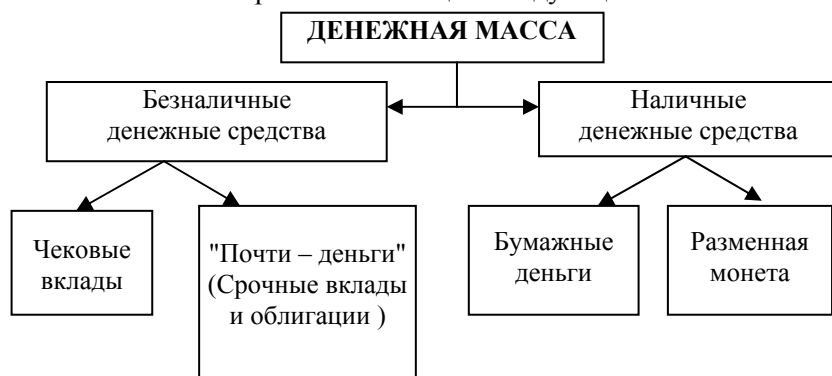 ДЕНЕЖНАЯ МАССА
Безналичные
денежные средства
Наличные
денежные средства
Чековые
вклады
"Почти – деньги"
(Срочные вклады
и облигации )
Бумажные
деньги
Разменная
монета